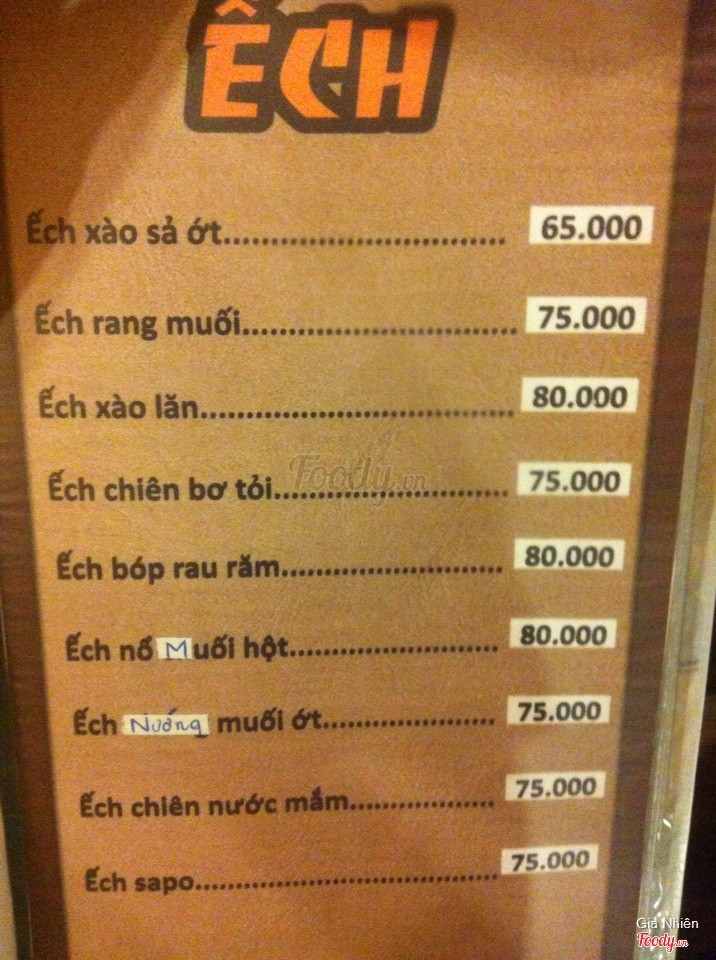 ẾCH
Ếch xào sả ớt.............................. 65.000
Ếch rang muối............................. 75.000
Ếch xào lăn................................. 80.000
Ếch chiên bơ tỏi......................... 75.000
Foody.vn
Ếch bóp rau răm........................ 80.000
Ếch nổ Muối hột....................... 80.000
Ếch Nướng muối ớt................... 75.000
Ếch chiên nước mắm................ 75.000
Ếch sapo................................... 75.000
Gia Nhiên
Foody.vn